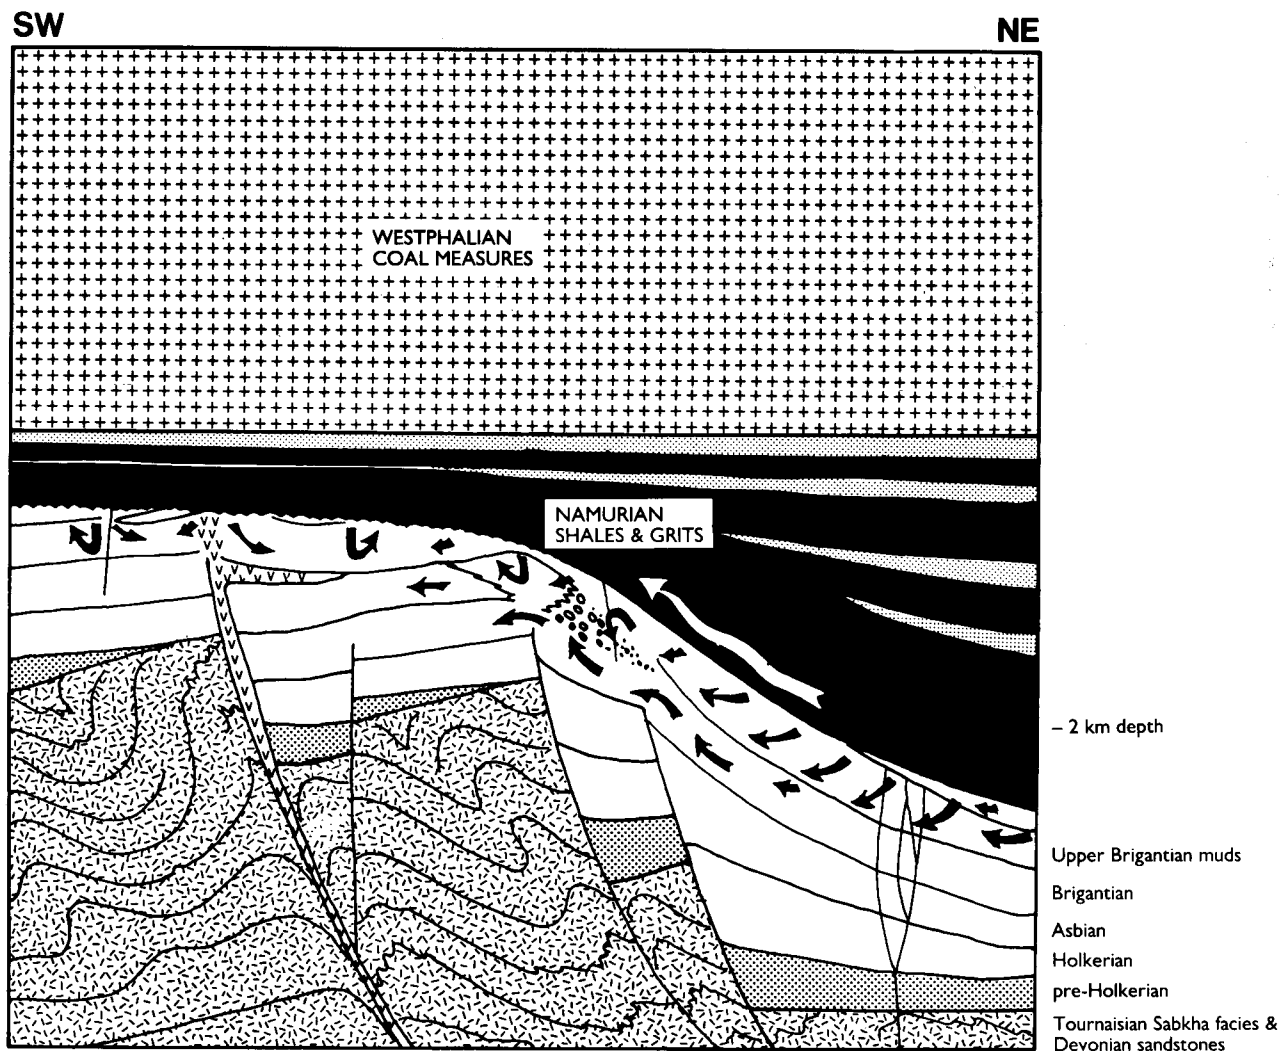 SW
NE
WESTPHALIAN
COAL MEASURES
NAMURIAN
SHALES & GRITS
– 2 km depth
Upper Brigantian muds
Brigantian
Asbian
Holkerian
pre-Holkerian
Tournaisian Sabkha facies &
Devonian sandstones